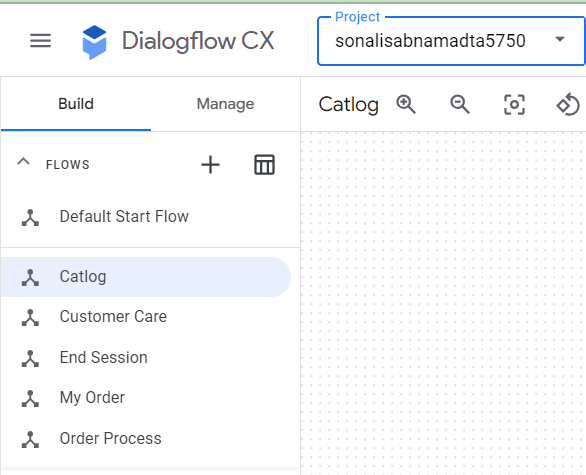 Dialogflow CX
Project
sonalisabnamadta5750
Build
Manage
Catlog
FLOWS
Default Start Flow
Catlog
Customer Care
End Session
My Order
Order Process